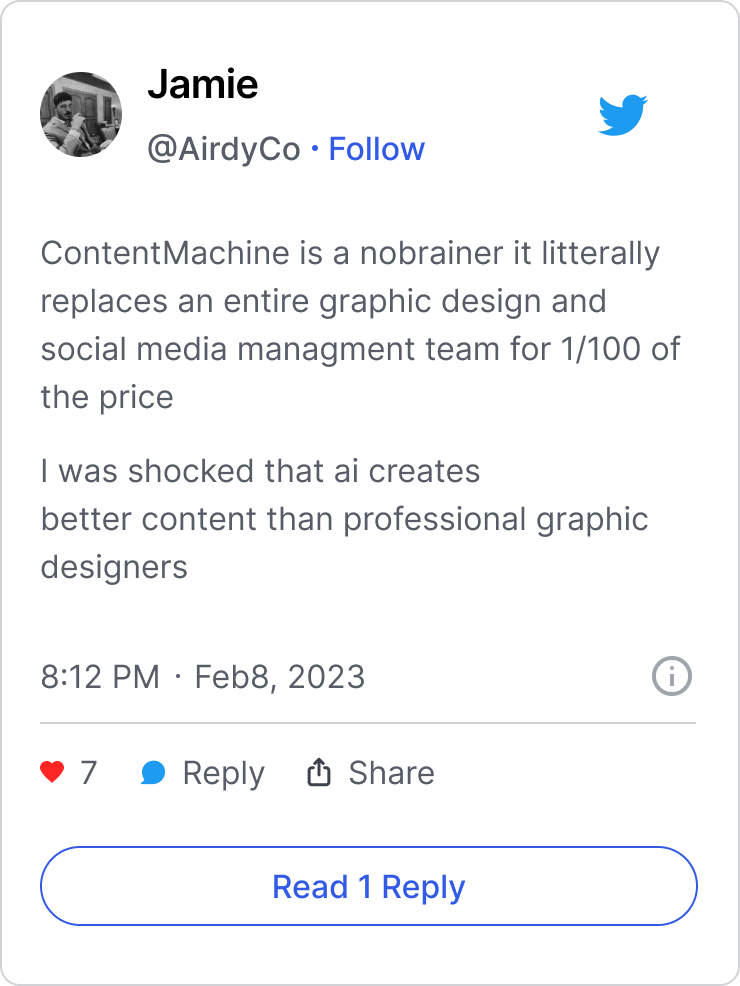 Jamie
@AirdyCo · Follow
ContentMachine is a nobrainer it litterally
replaces an entire graphic design and
social media managment team for 1/100 of
the price
I was shocked that ai creates
better content than professional graphic
designers
8:12 PM · Feb8, 2023
7 Reply Share
Read 1 Reply